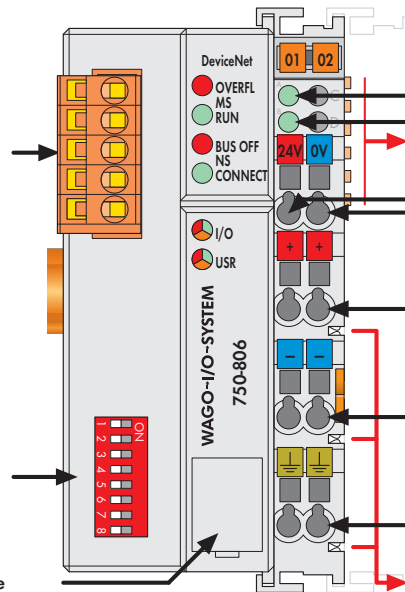 DeviceNet
01 02
OVERFL
MS
RUN
C
D
BUS OFF
NS
CONNECT
24V 0V
I/O
USR
+ +
WAGO~I/O~SYSTEM
750-806
— —
ON
1 2 3 4 5 6 7 8
e